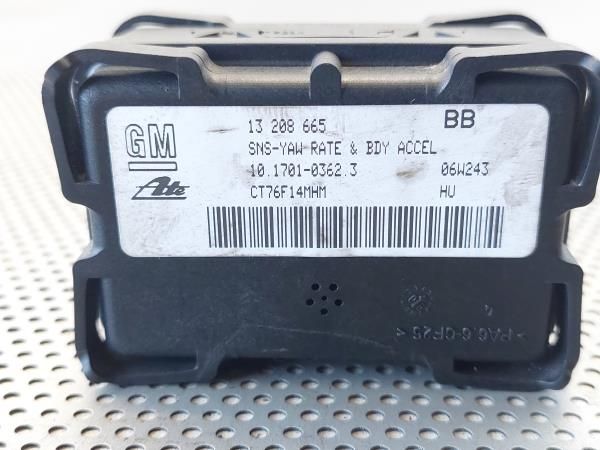 GM
13 208 665
BB
SNS-YAW RATE & BDY ACCEL
10.1701-0362.3
06W243
Ate
CT76F14MHM
HU